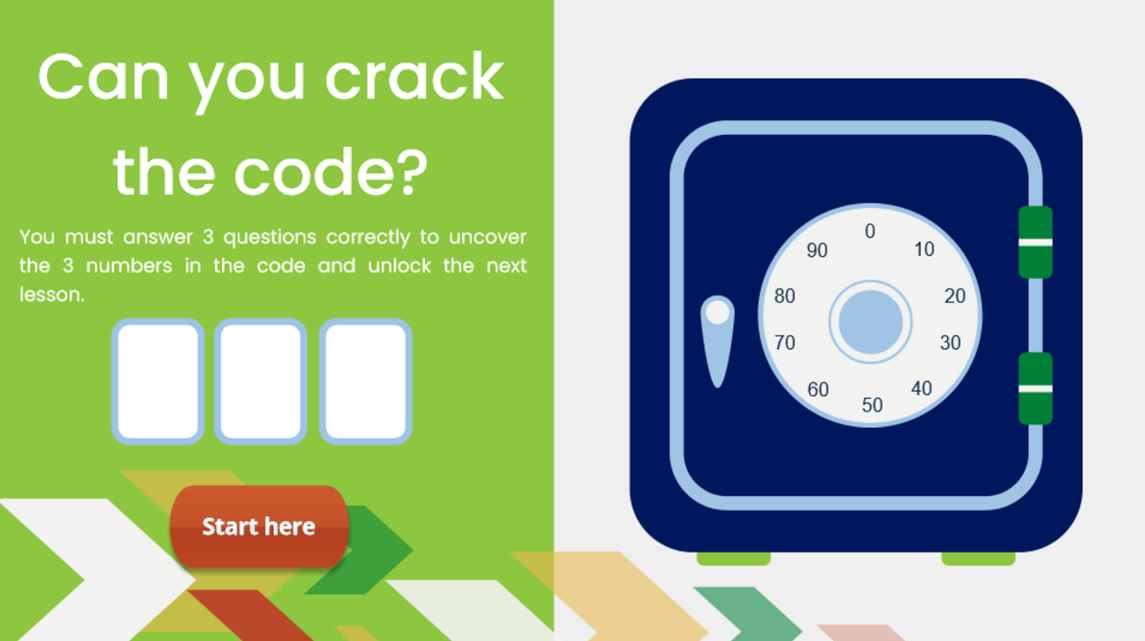 Can you crack
the code?
You must answer 3 questions correctly to uncover
the 3 numbers in the code and unlock the next
lesson.
Start here
0
10
20
30
40
50
60
70
80
90